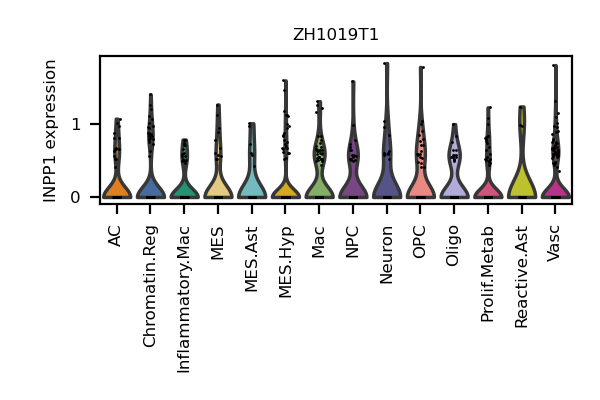 ZH1019T1
INPP1 expression
1
0
AC
Chromatin.Reg
Inflammatory.Mac
MES
MES.Ast
MES.Hyp
Mac
NPC
Neuron
OPC
Oligo
Prolif.Metab
Reactive.Ast
Vasc